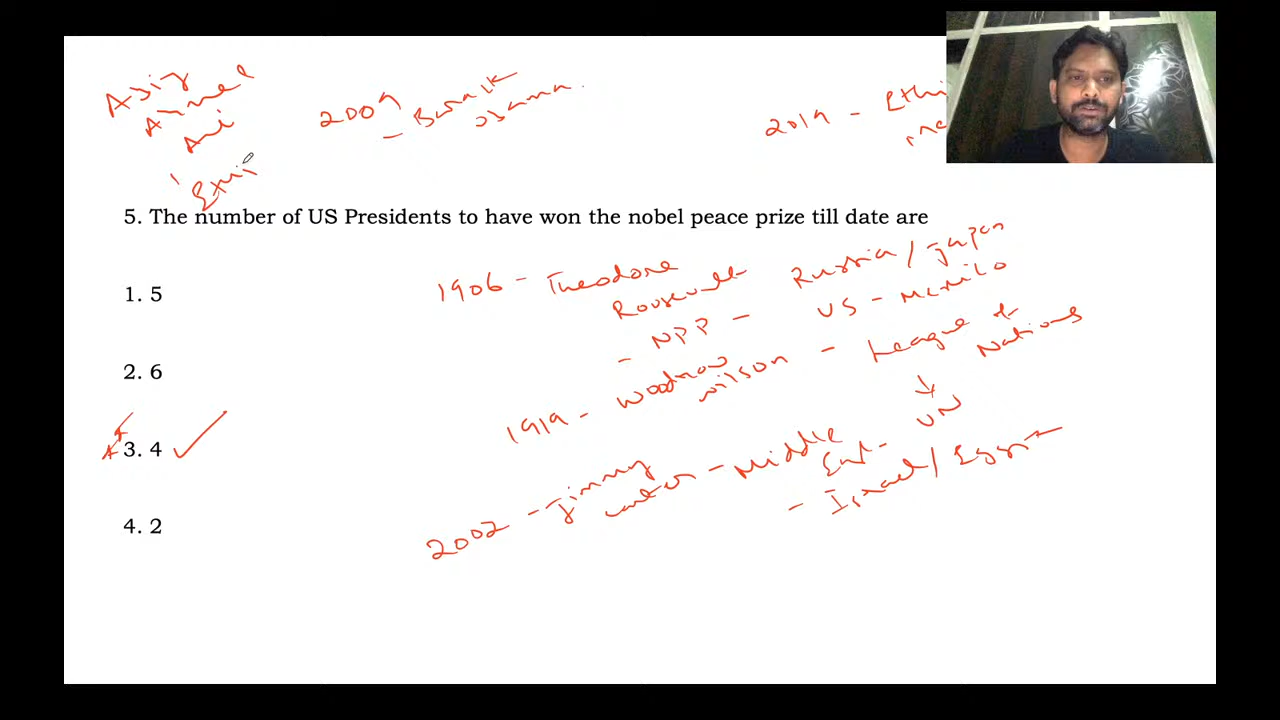 Abiy
Ahmed
Ali
2009
- Barack
Obama.
2019 - Ethi
5. The number of US Presidents to have won the nobel peace prize till date are
1906 - Theodore
Roosevelt
- NPP -
Russia / Japan
US - Mexico
1. 5
2. 6
1919 - Woodrow
Wilson - League of
Nations
↓
UN
3. 4
2002 - Jimmy
Carter - Middle
East -
- Israel / Egypt
4. 2